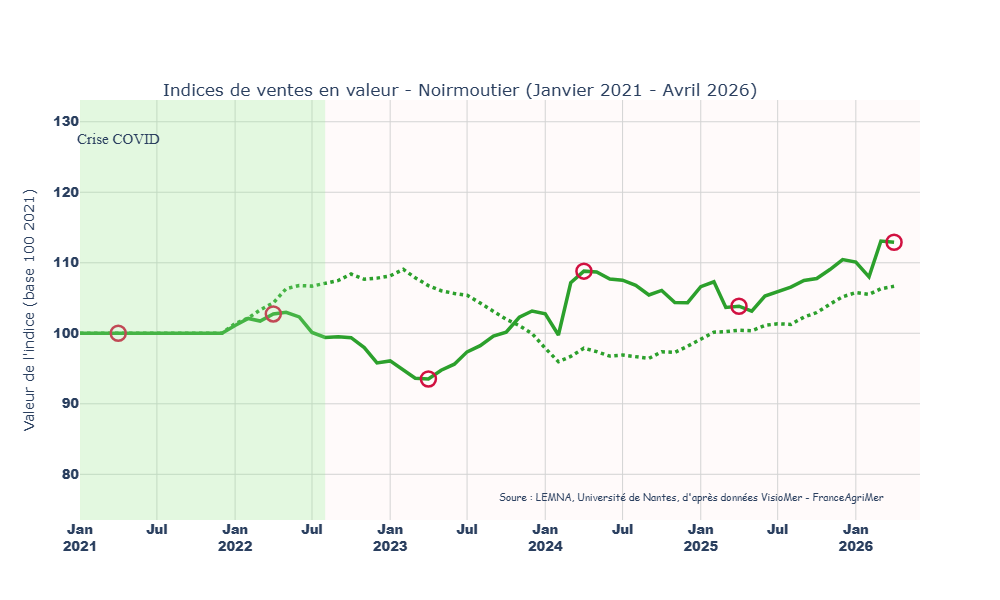 Indices de ventes en valeur - Noirmoutier (Janvier 2021 - Avril 2026)
Valeur de l'Indice (base 100 2021)
130
Crise COVID
120
110
100
90
80
Soure : LEMNA, Université de Nantes, d'après données VisioMer - FranceAgriMer
Jan Jul Jan Jul Jan Jul Jan Jul Jan Jul Jan
2021 2022 2023 2024 2025 2026